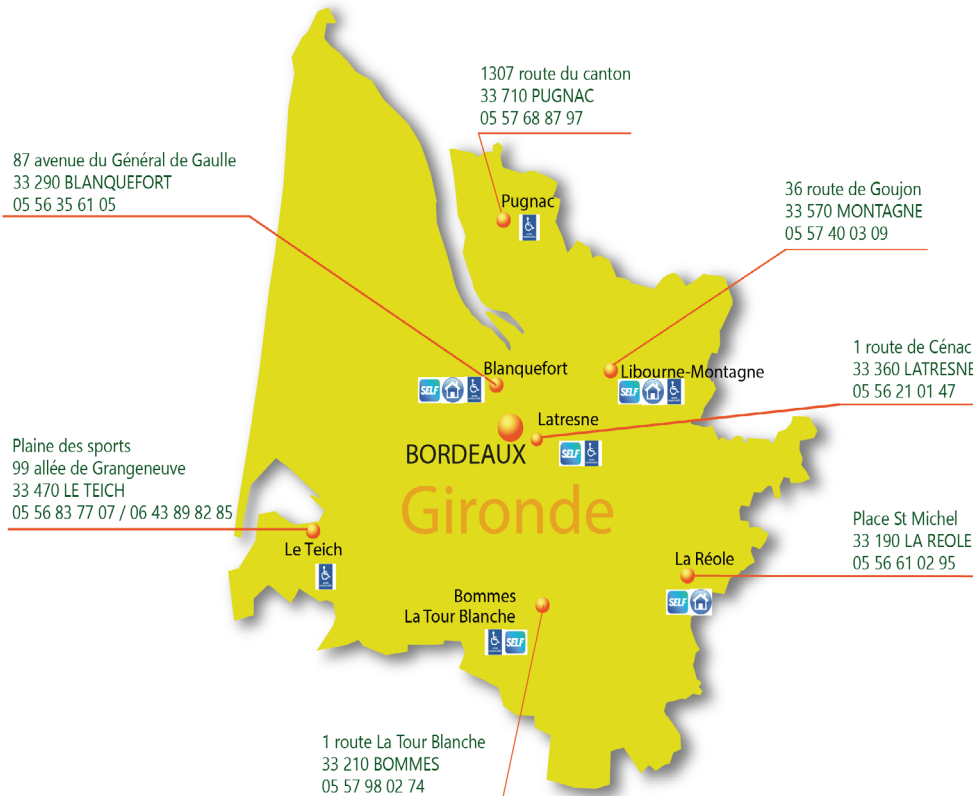 1307 route du canton
33 710 PUGNAC
05 57 68 87 97
87 avenue du Général de Gaulle
33 290 BLANQUEFORT
05 56 35 61 05
36 route de Goujon
33 570 MONTAGNE
05 57 40 03 09
Pugnac
1 route de Cénac
33 360 LATRESNE
05 56 21 01 47
Blanquefort
SELF
Libourne-Montagne
SELF
Latresne
SELF
BORDEAUX
Plaine des sports
99 allée de Grangeneuve
33 470 LE TEICH
05 56 83 77 07 / 06 43 89 82 85
Gironde
Place St Michel
33 190 LA REOLE
05 56 61 02 95
Le Teich
La Réole
SELF
Bommes
La Tour Blanche
SELF
1 route La Tour Blanche
33 210 BOMMES
05 57 98 02 74